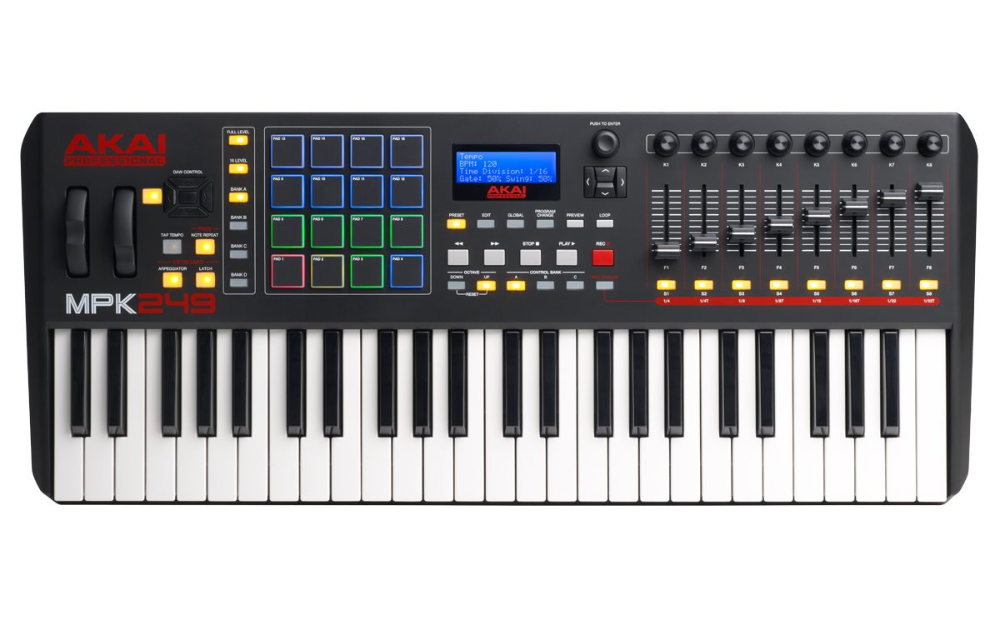 AKAI
PROFESSIONAL
DAW CONTROL
TAP TEMPO
PADS
NOTE REPEAT
KEYBOARD
ARPEGGIATOR
LATCH
MPK249
FULL LEVEL
16 LEVEL
BANK A
BANK B
BANK C
BANK D
PAD 13 PAD 14 PAD 15 PAD 16
PAD 9 PAD 10 PAD 11 PAD 12
PAD 5 PAD 6 PAD 7 PAD 8
PAD 1 PAD 2 PAD 3 PAD 4
Tempo
BPM: 120
Time Division: 1/16
Gate: 50% Swing: 50%
AKAI
PROFESSIONAL
PUSH TO ENTER
PRESET EDIT GLOBAL PROGRAM CHANGE PREVIEW LOOP
STOP PLAY REC
OCTAVE CONTROL BANK
DOWN UP A B C
RESET
K1 K2 K3 K4 K5 K6 K7 K8
F1 F2 F3 F4 F5 F6 F7 F8
S1 S2 S3 S4 S5 S6 S7 S8
1/4 1/4T 1/8 1/8T 1/16 1/16T 1/32 1/32T